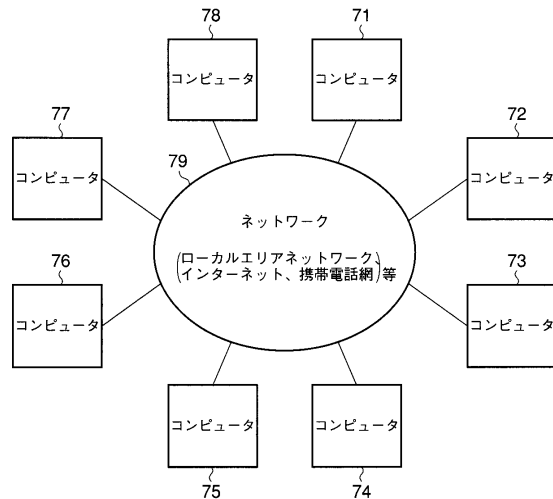 78
71
コンピュータ
コンピュータ
77
72
コンピュータ
79
コンピュータ
ネットワーク
(ローカルエリアネットワーク、
インターネット、携帯電話網)等
76
73
コンピュータ
コンピュータ
コンピュータ
コンピュータ
75
74